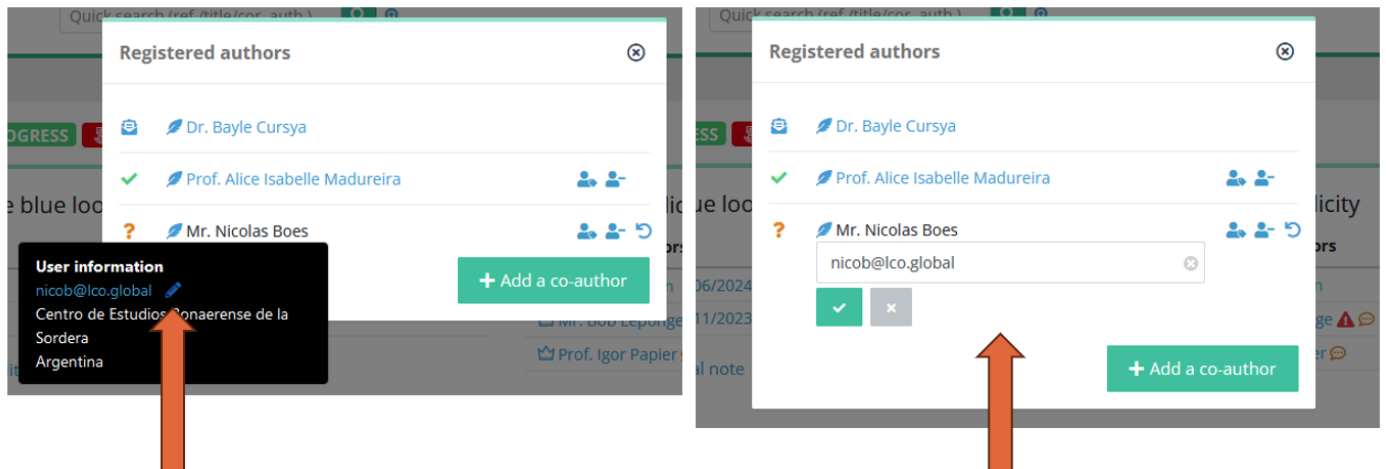 Quick search (ref./title/cor. auth.)
Registered authors
OGRESS
Dr. Bayle Cursya
Prof. Alice Isabelle Madureira
e blue loo
? Mr. Nicolas Boes
User information
nicob@lco.global
Centro de Estudios Bonaerense de la
Sordera
Argentina
+ Add a co-author
Mr. Bob Leponge
Prof. Igor Papier
Quick search (ref./title/cor. auth.)
Registered authors
ESS
Dr. Bayle Cursya
Prof. Alice Isabelle Madureira
ue loo
licity
? Mr. Nicolas Boes
ors
nicob@lco.global
06/2024
11/2023
ge
er
al note
+ Add a co-author